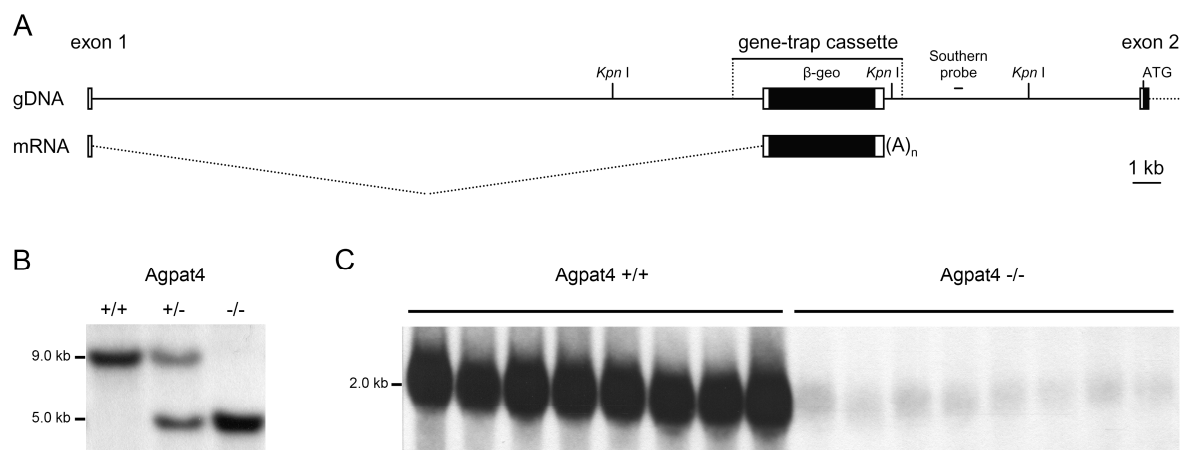 A
exon 1
gene-trap cassette
exon 2
Southern
probe
Kpn I
β-geo
Kpn I
Kpn I
ATG
gDNA
mRNA
(A)n
1 kb
B
Agpat4
+/+ +/- -/-
9.0 kb
5.0 kb
C
Agpat4 +/+
Agpat4 -/-
2.0 kb